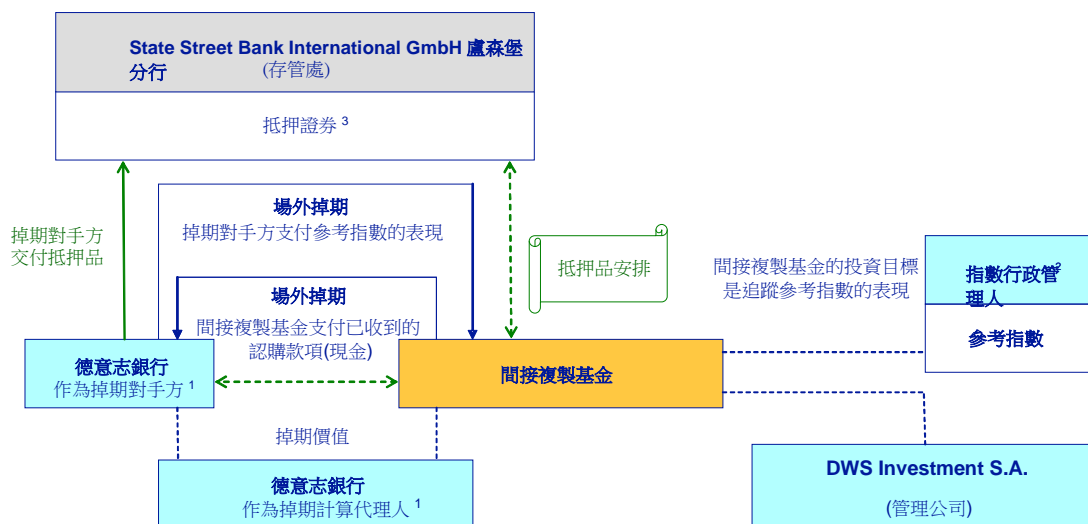 State Street Bank International GmbH 盧森堡
分行
(存管處)
抵押證券 3
場外掉期
掉期對手方支付參考指數的表現
掉期對手方
交付抵押品
抵押品安排
場外掉期
間接複製基金支付已收到的
認購款項(現金)
間接複製基金的投資目標
是追蹤參考指數的表現
指數行政管2
理人
參考指數
德意志銀行
作為掉期對手方 1
間接複製基金
掉期價值
德意志銀行
作為掉期計算代理人 1
DWS Investment S.A.
(管理公司)